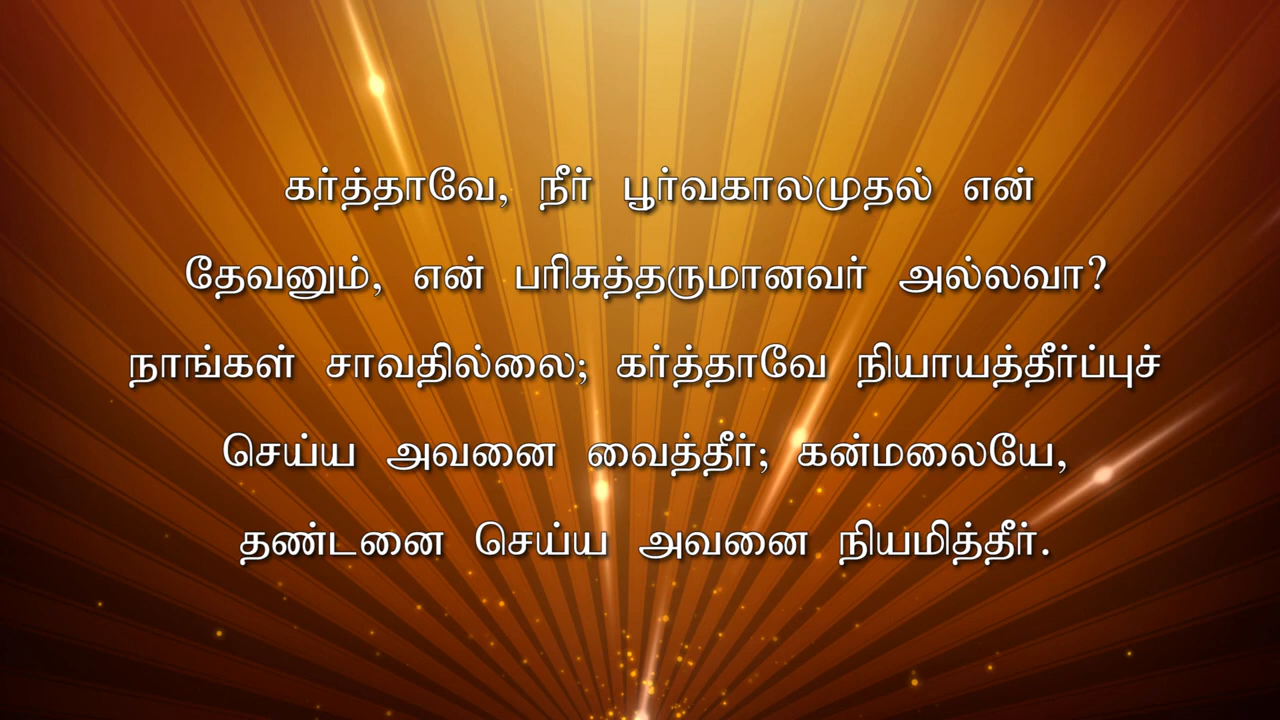 கர்த்தாவே, நீர் பூர்வகாலமுதல் என்
தேவனும், என் பரிசுத்தருமானவர் அல்லவா?
நாங்கள் சாவதில்லை; கர்த்தாவே நியாயத்தீர்ப்புச்
செய்ய அவனை வைத்தீர்; கன்மலையே,
தண்டனை செய்ய அவனை நியமித்தீர்.